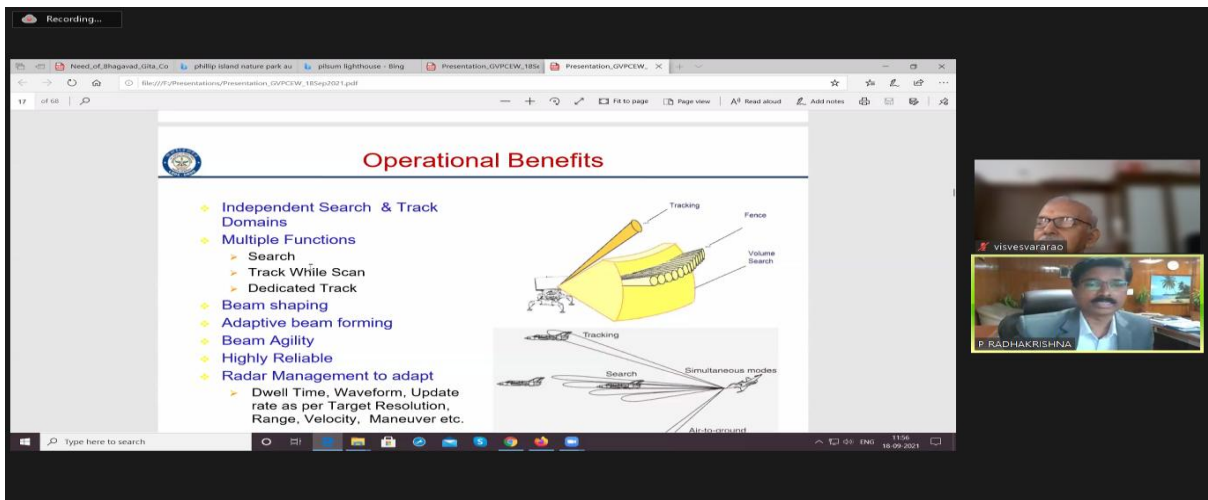 Recording...
Need_of_Bhagavad_Gita_Co
phillip island nature park au
plisum lighthouse - Bing
Presentation_GVPCEW_18Se
Presentation_GVPCEW_
file:///F:/Presentations/Presentation_GVPCEW_18Sep2021.pdf
17 of 68
Fit to page
Page view
Read aloud
Add notes
Operational Benefits
Independent Search & Track
Domains
Multiple Functions
Search
Track While Scan
Dedicated Track
Beam shaping
Adaptive beam forming
Beam Agility
Highly Reliable
Radar Management to adapt
Dwell Time, Waveform, Update
rate as per Target Resolution,
Range, Velocity, Maneuver etc.
Tracking
Fence
Volume
Search
Tracking
Search
Simultaneous modes
Air-to-ground
visvesvararao
P RADHAKRISHNA
Type here to search
ENG
11:56
18-09-2021